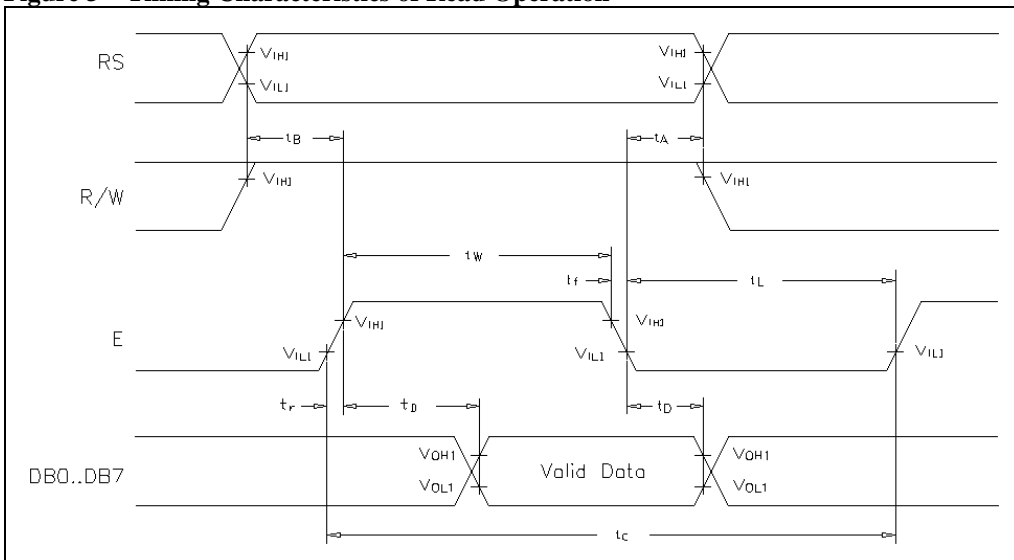 Figure 3 – Timing Characteristics of Read Operation
RS
VIH1
VIL1
VIH1
VIL1
tB
tA
R/W
VIH1
VIH1
tW
tf
tL
E
VIH1
VIL1
VIH1
VIL1
VIL1
tr
tD
tD
DB0..DB7
VOH1
VOL1
Valid Data
VOH1
VOL1
tC